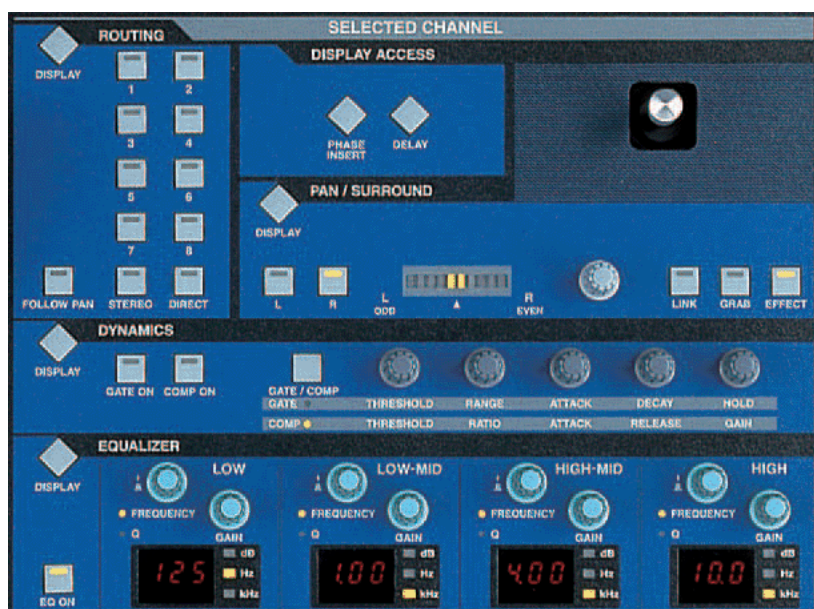 SELECTED CHANNEL
ROUTING
DISPLAY
1 2
3 4
5 6
7 8
FOLLOW PAN STEREO DIRECT
DISPLAY ACCESS
PHASE
INSERT
DELAY
PAN / SURROUND
DISPLAY
L R
L
ODD
R
EVEN
LINK GRAB EFFECT
DYNAMICS
DISPLAY
GATE ON COMP ON GATE / COMP
GATE THRESHOLD RANGE ATTACK DECAY HOLD
COMP THRESHOLD RATIO ATTACK RELEASE GAIN
EQUALIZER
DISPLAY
EQ ON
LOW
FREQUENCY
Q
GAIN
125
dB
Hz
kHz
LOW-MID
FREQUENCY
Q
GAIN
1.00
dB
Hz
kHz
HIGH-MID
FREQUENCY
Q
GAIN
4.00
dB
Hz
kHz
HIGH
FREQUENCY
Q
GAIN
10.0
dB
Hz
kHz